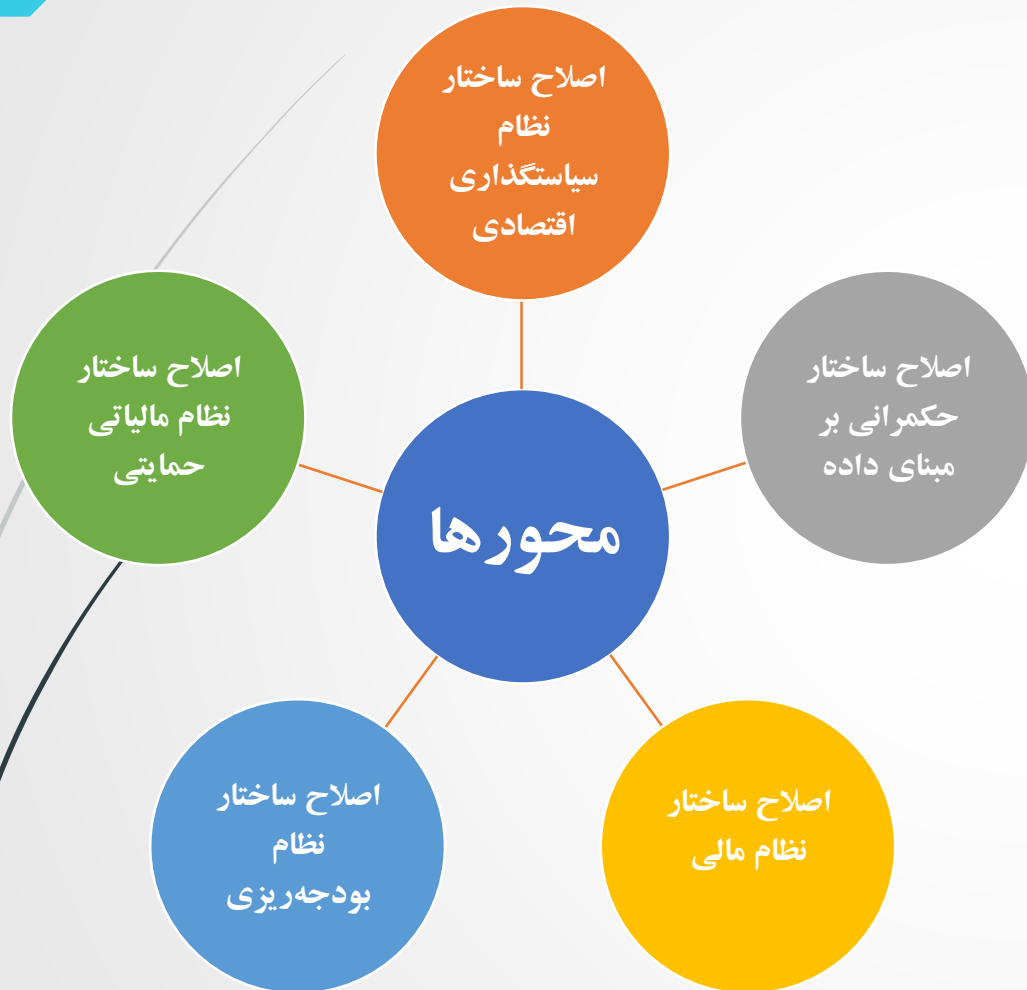 اصلاح ساختار
نظام
سیاستگذاری
اقتصادی
اصلاح ساختار
حکمرانی بر
مبنای داده
اصلاح ساختار
نظام مالیاتی
حمایتی
محورها
اصلاح ساختار
نظام مالی
اصلاح ساختار
نظام
بودجه‌ریزی